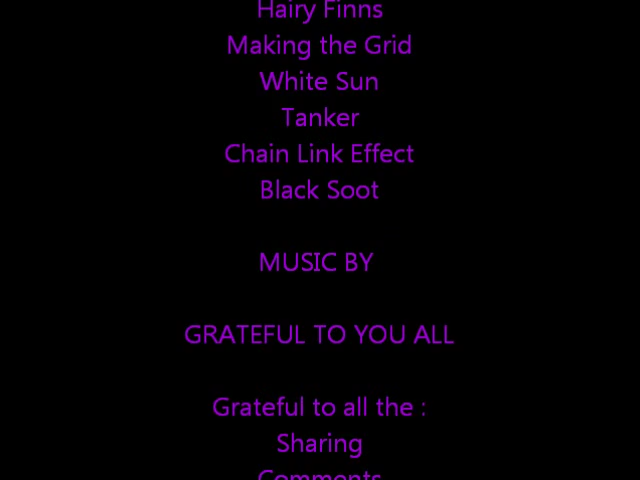 Hairy Finns
Making the Grid
White Sun
Tanker
Chain Link Effect
Black Soot
MUSIC BY
GRATEFUL TO YOU ALL
Grateful to all the :
Sharing
Comments